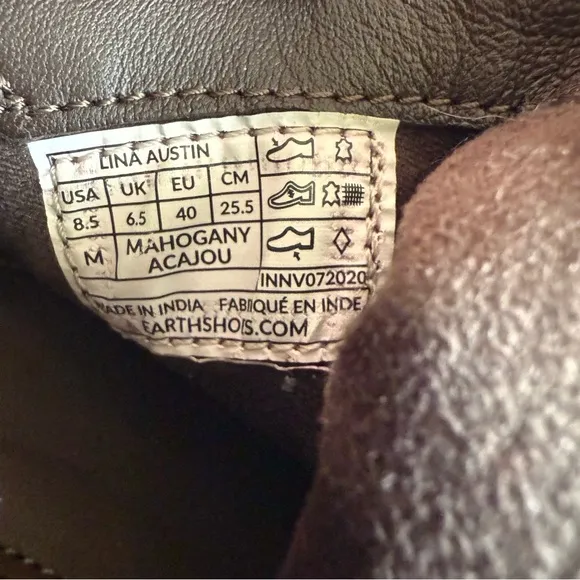 LINA AUSTIN
USA UK EU CM
8.5 6.5 40 25.5
M MAHOGANY
ACAJOU
INNV072020
MADE IN INDIA FABRIQUÉ EN INDE
EARTHSHOES.COM